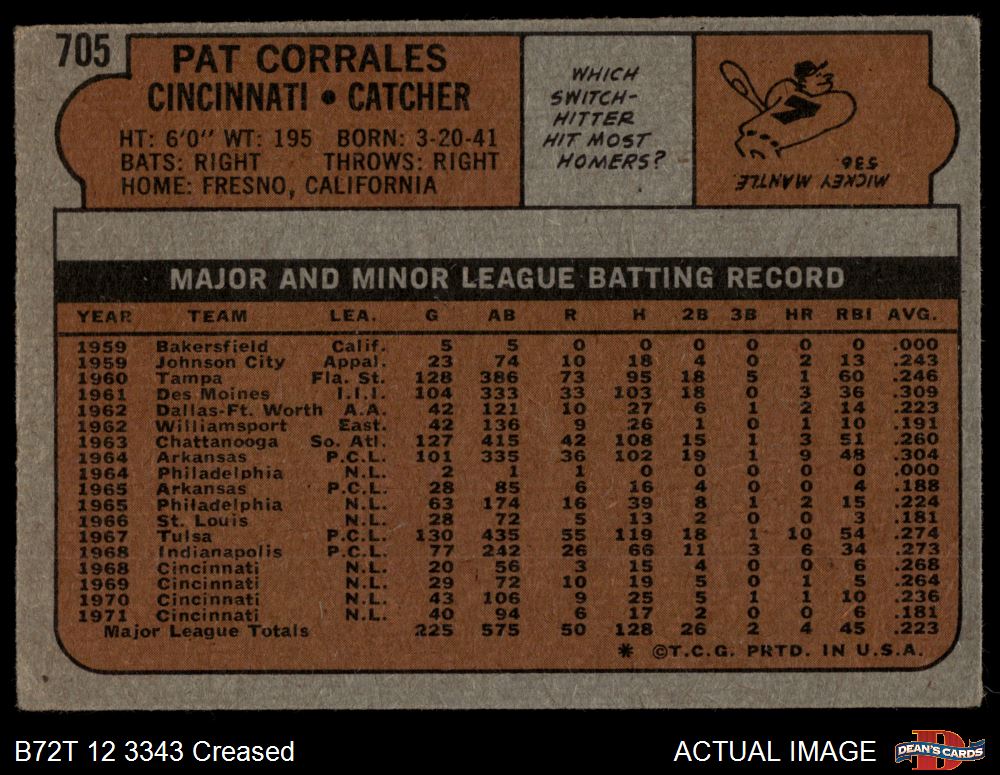 705
PAT CORRALES
CINCINNATI • CATCHER
HT: 6'0" WT: 195 BORN: 3-20-41
BATS: RIGHT THROWS: RIGHT
HOME: FRESNO, CALIFORNIA
WHICH
SWITCH-
HITTER
HIT MOST
HOMERS?
MICKEY MANTLE
536.
MAJOR AND MINOR LEAGUE BATTING RECORD
YEAR TEAM LEA. G AB R H 2B 3B HR RBI AVG.
1959 Bakersfield Calif. 5 5 0 0 0 0 0 0 .000
1959 Johnson City Appal. 23 74 10 18 4 0 2 13 .243
1960 Tampa Fla. St. 128 386 73 95 18 5 1 60 .246
1961 Des Moines I.I.I. 104 333 33 103 18 0 3 36 .309
1962 Dallas-Ft. Worth A.A. 42 121 10 27 6 1 2 14 .223
1962 Williamsport East. 42 136 9 26 1 0 1 10 .191
1963 Chattanooga So. Atl. 127 415 42 108 15 1 3 51 .260
1964 Arkansas P.C.L. 101 335 36 102 19 1 9 48 .304
1964 Philadelphia N.L. 2 1 1 0 0 0 0 0 .000
1965 Arkansas P.C.L. 28 85 6 16 4 0 0 4 .188
1965 Philadelphia N.L. 63 174 16 39 8 1 2 15 .224
1966 St. Louis N.L. 28 72 5 13 2 0 0 3 .181
1967 Tulsa P.C.L. 130 435 55 119 18 1 10 54 .274
1968 Indianapolis P.C.L. 77 242 26 66 11 3 6 34 .273
1968 Cincinnati N.L. 20 56 3 15 4 0 0 6 .268
1969 Cincinnati N.L. 29 72 10 19 5 0 1 5 .264
1970 Cincinnati N.L. 43 106 9 25 5 1 1 10 .236
1971 Cincinnati N.L. 40 94 6 17 2 0 0 6 .181
Major League Totals 225 575 50 128 26 2 4 45 .223
* ©T.C.G. PRTD. IN U.S.A.
B72T 12 3343 Creased
ACTUAL IMAGE
D
DEAN'S CARDS